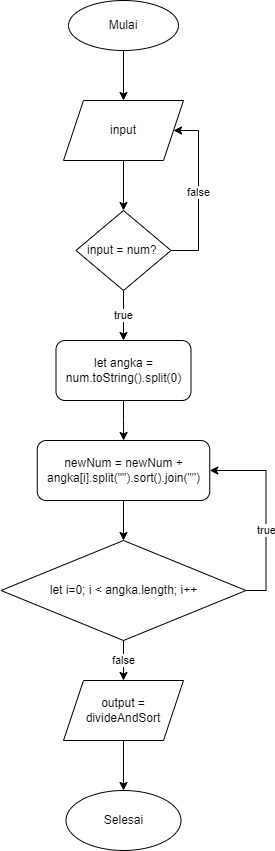 Mulai
input
false
input = num?
true
let angka =
num.toString().split(0)
newNum = newNum +
angka[i].split("").sort().join("")
true
let i=0; i < angka.length; i++
false
output =
divideAndSort
Selesai